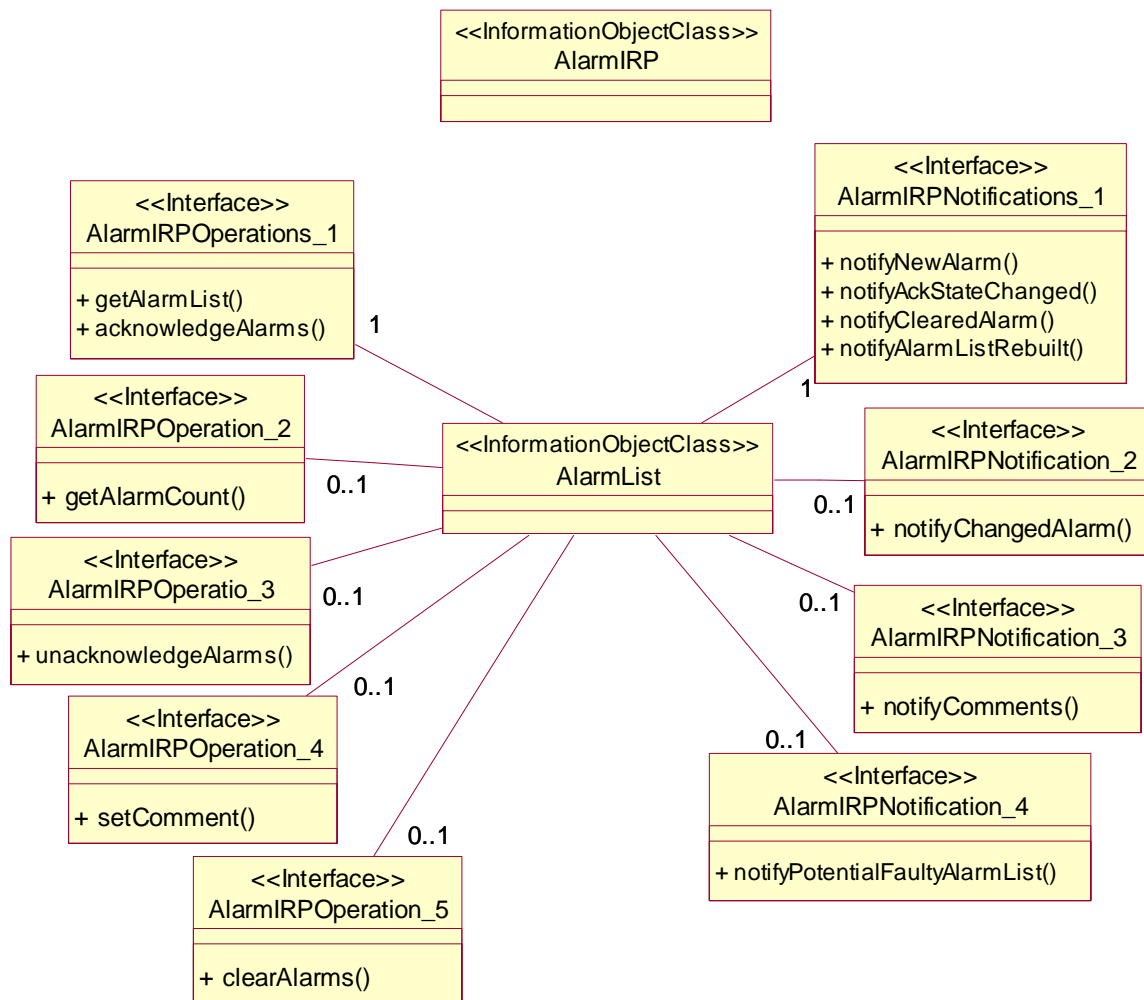 <<InformationObjectClass>>
AlarmIRP
<<Interface>>
AlarmIRPOperations_1
+ getAlarmList()
+ acknowledgeAlarms()
1
<<Interface>>
AlarmIRPNotifications_1
+ notifyNewAlarm()
+ notifyAckStateChanged()
+ notifyClearedAlarm()
+ notifyAlarmListRebuilt()
1
<<Interface>>
AlarmIRPOperation_2
+ getAlarmCount()
0..1
<<InformationObjectClass>>
AlarmList
<<Interface>>
AlarmIRPNotification_2
+ notifyChangedAlarm()
0..1
<<Interface>>
AlarmIRPOperatio_3
+ unacknowledgeAlarms()
0..1
<<Interface>>
AlarmIRPNotification_3
+ notifyComments()
0..1
<<Interface>>
AlarmIRPOperation_4
+ setComment()
0..1
<<Interface>>
AlarmIRPNotification_4
+ notifyPotentialFaultyAlarmList()
0..1
<<Interface>>
AlarmIRPOperation_5
+ clearAlarms()
0..1